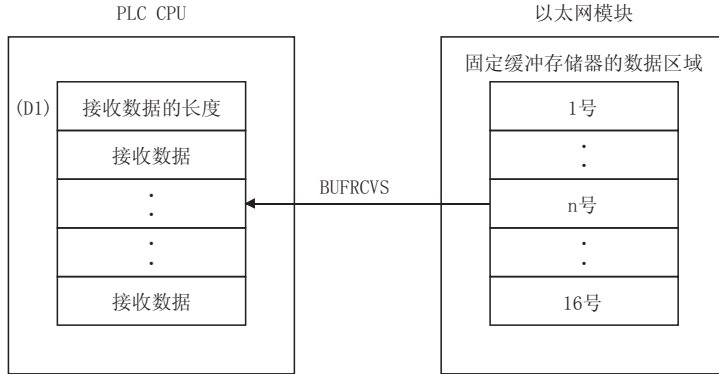 PLC CPU
以太网模块
固定缓冲存储器的数据区域
(D1)
接收数据的长度
接收数据
:
:
接收数据
BUFRCVS
1号
:
n号
:
16号